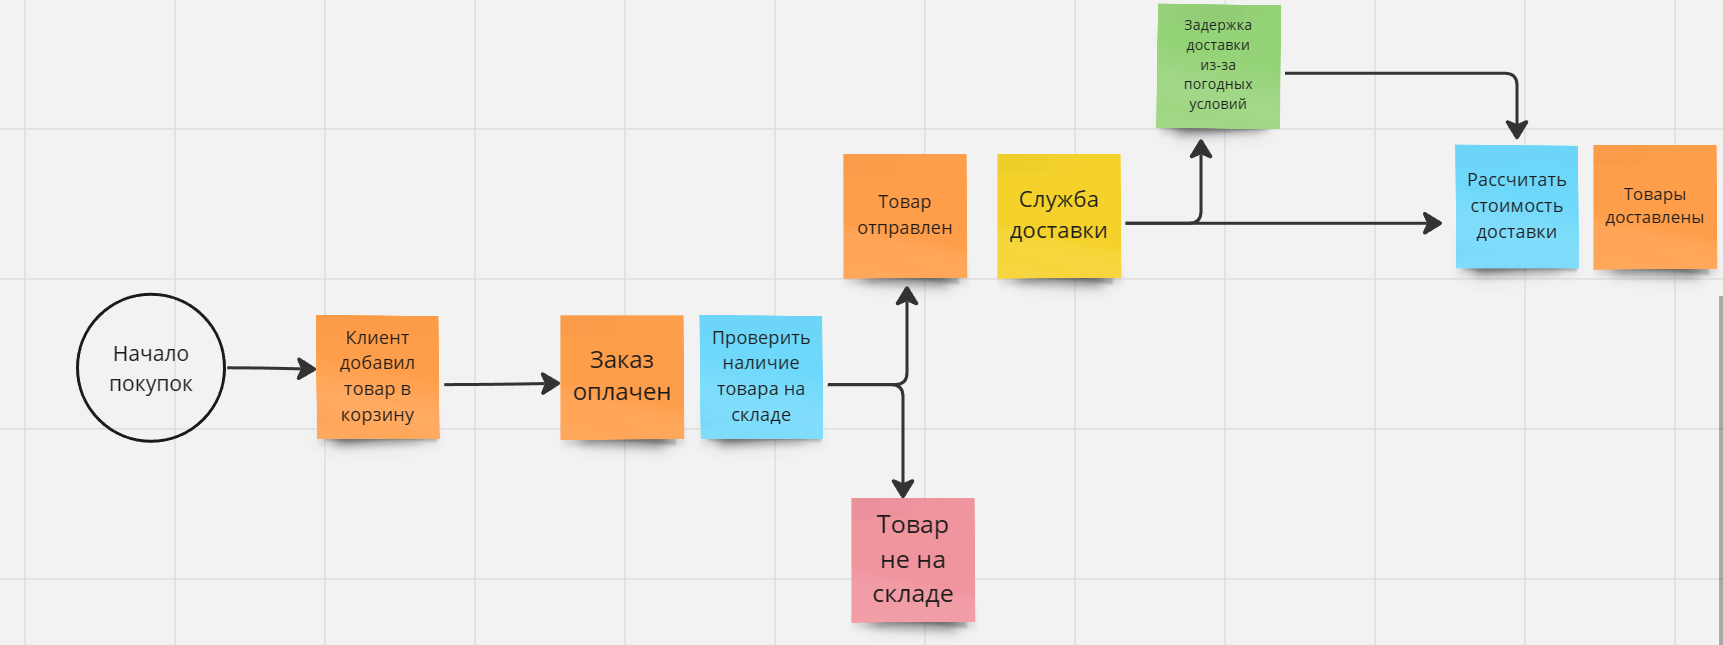 Задержка
доставки
из-за
погодных
условий
Товар
отправлен
Служба
доставки
Рассчитать
стоимость
доставки
Товары
доставлены
Начало
покупок
Клиент
добавил
товар в
корзину
Заказ
оплачен
Проверить
наличие
товара на
складе
Товар
не на
складе